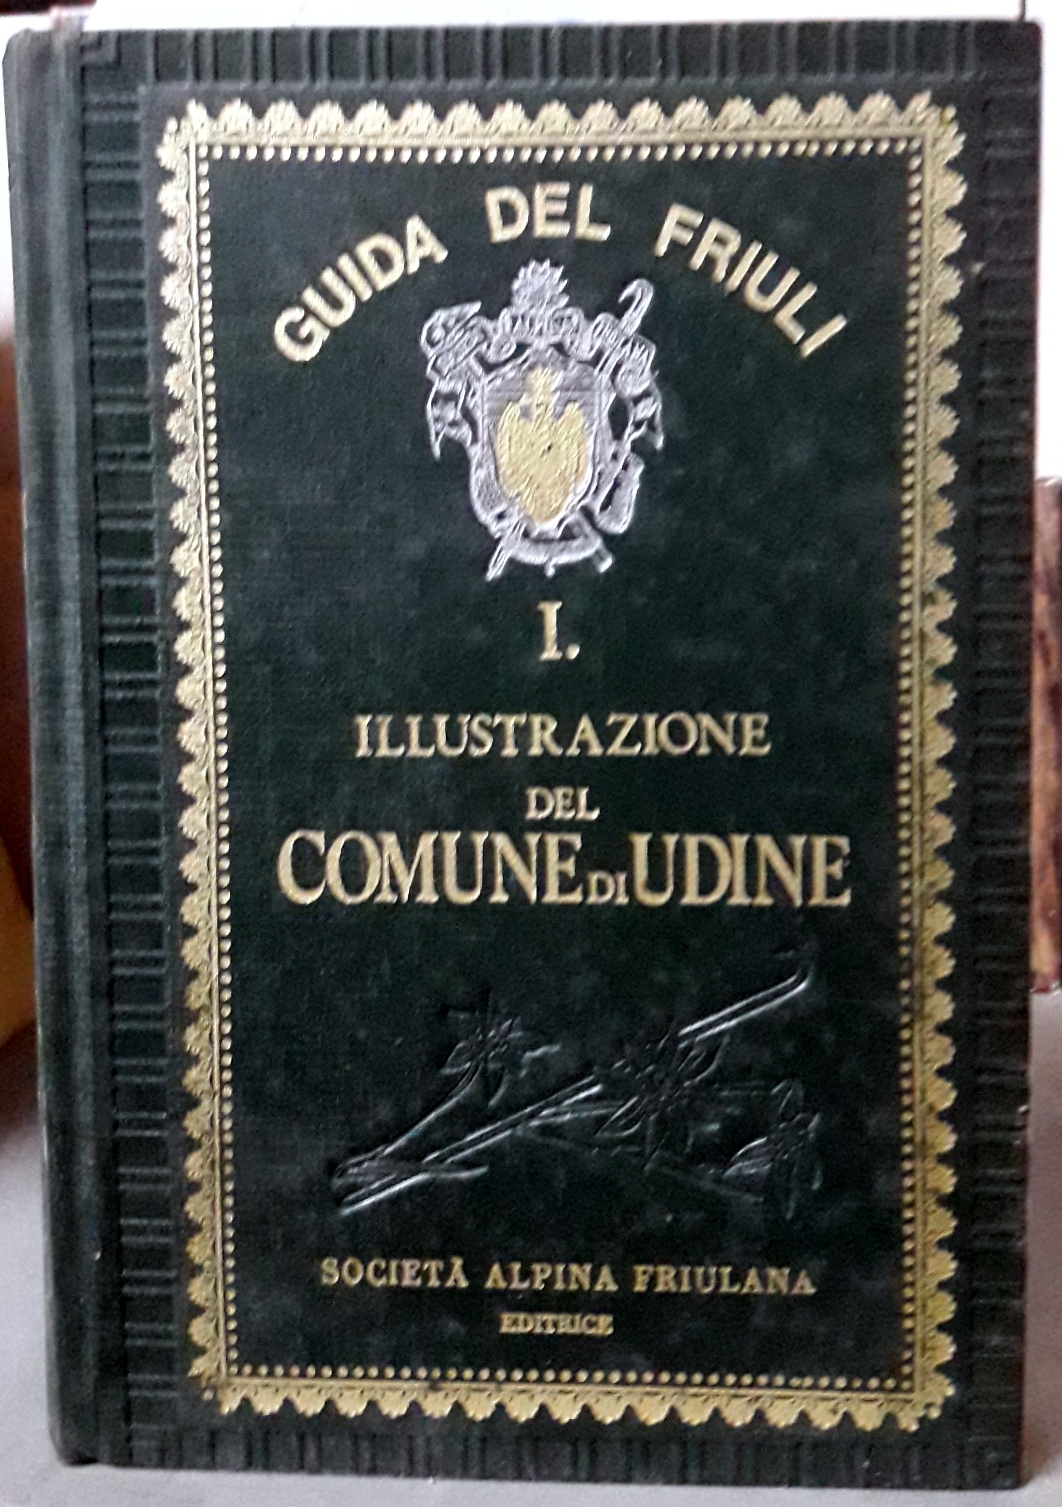 GUIDA DEL FRIULI
I.
ILLUSTRAZIONE
DEL
COMUNE DI UDINE
SOCIETÀ ALPINA FRIULANA
EDITRICE